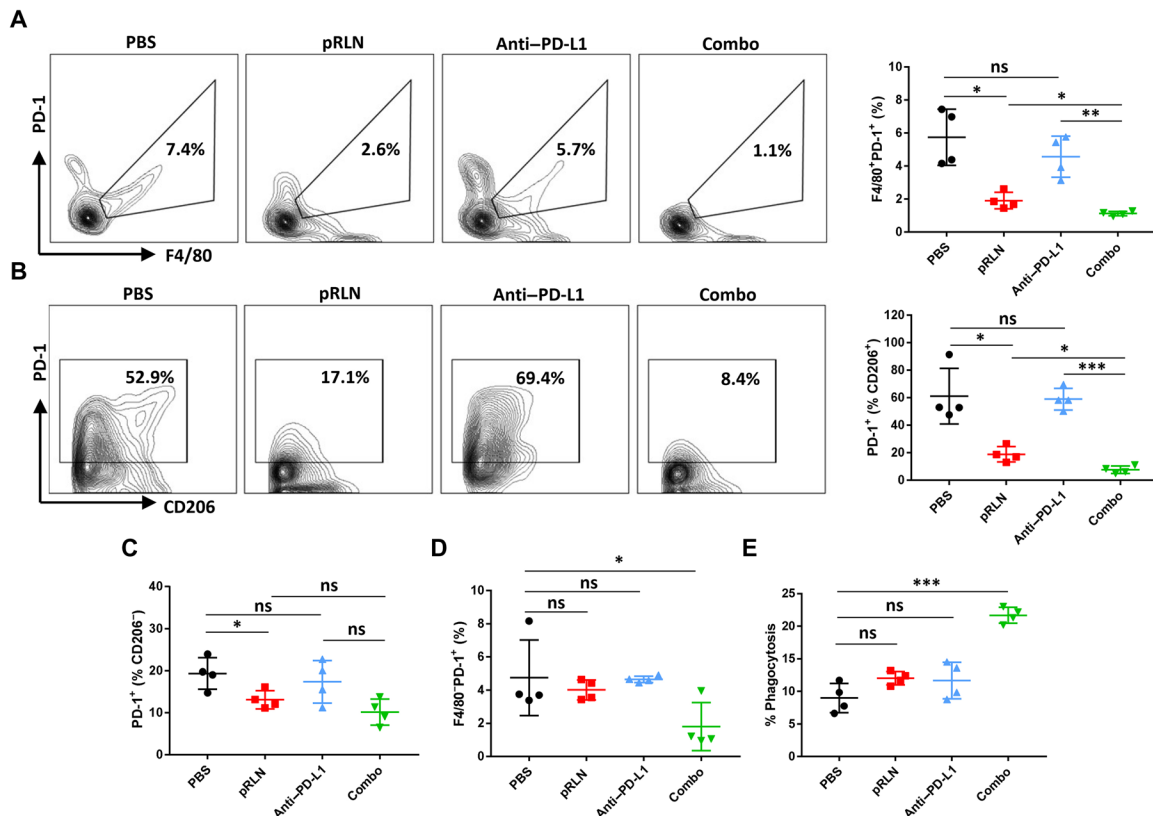 A
PBS
pRLN
Anti–PD-L1
Combo
PD-1
7.4%
2.6%
5.7%
1.1%
F4/80
F4/80⁺PD-1⁺ (%)
10
8
6
4
2
0
ns
*
*
**
PBS
pRLN
Anti–PD-L1
Combo
B
PBS
pRLN
Anti–PD-L1
Combo
PD-1
52.9%
17.1%
69.4%
8.4%
CD206
PD-1⁺ (% CD206⁺)
120
100
80
60
40
20
0
ns
*
*
***
PBS
pRLN
Anti–PD-L1
Combo
C
PD-1⁺ (% CD206⁻)
40
30
20
10
0
ns
ns
*
ns
PBS
pRLN
Anti–PD-L1
Combo
D
F4/80⁻PD-1⁺ (%)
10
8
6
4
2
0
*
ns
ns
PBS
pRLN
Anti–PD-L1
Combo
E
% Phagocytosis
25
20
15
10
5
0
***
ns
ns
PBS
pRLN
Anti–PD-L1
Combo